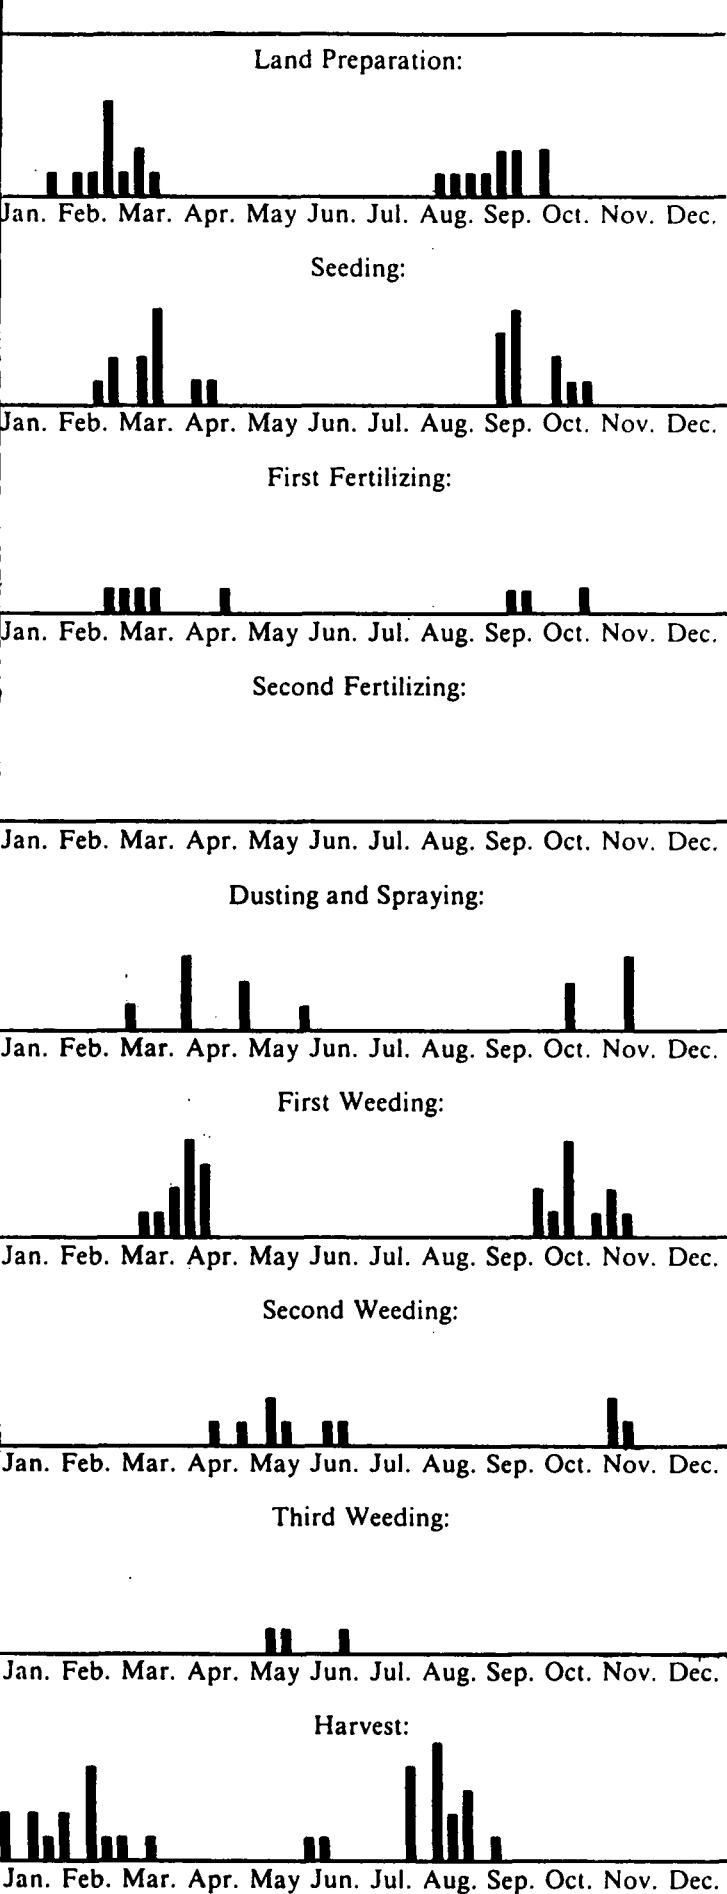 Land Preparation:
Jan. Feb. Mar. Apr. May Jun. Jul. Aug. Sep. Oct. Nov. Dec.
Seeding:
Jan. Feb. Mar. Apr. May Jun. Jul. Aug. Sep. Oct. Nov. Dec.
First Fertilizing:
Jan. Feb. Mar. Apr. May Jun. Jul. Aug. Sep. Oct. Nov. Dec.
Second Fertilizing:
Jan. Feb. Mar. Apr. May Jun. Jul. Aug. Sep. Oct. Nov. Dec.
Dusting and Spraying:
Jan. Feb. Mar. Apr. May Jun. Jul. Aug. Sep. Oct. Nov. Dec.
First Weeding:
Jan. Feb. Mar. Apr. May Jun. Jul. Aug. Sep. Oct. Nov. Dec.
Second Weeding:
Jan. Feb. Mar. Apr. May Jun. Jul. Aug. Sep. Oct. Nov. Dec.
Third Weeding:
Jan. Feb. Mar. Apr. May Jun. Jul. Aug. Sep. Oct. Nov. Dec.
Harvest:
Jan. Feb. Mar. Apr. May Jun. Jul. Aug. Sep. Oct. Nov. Dec.